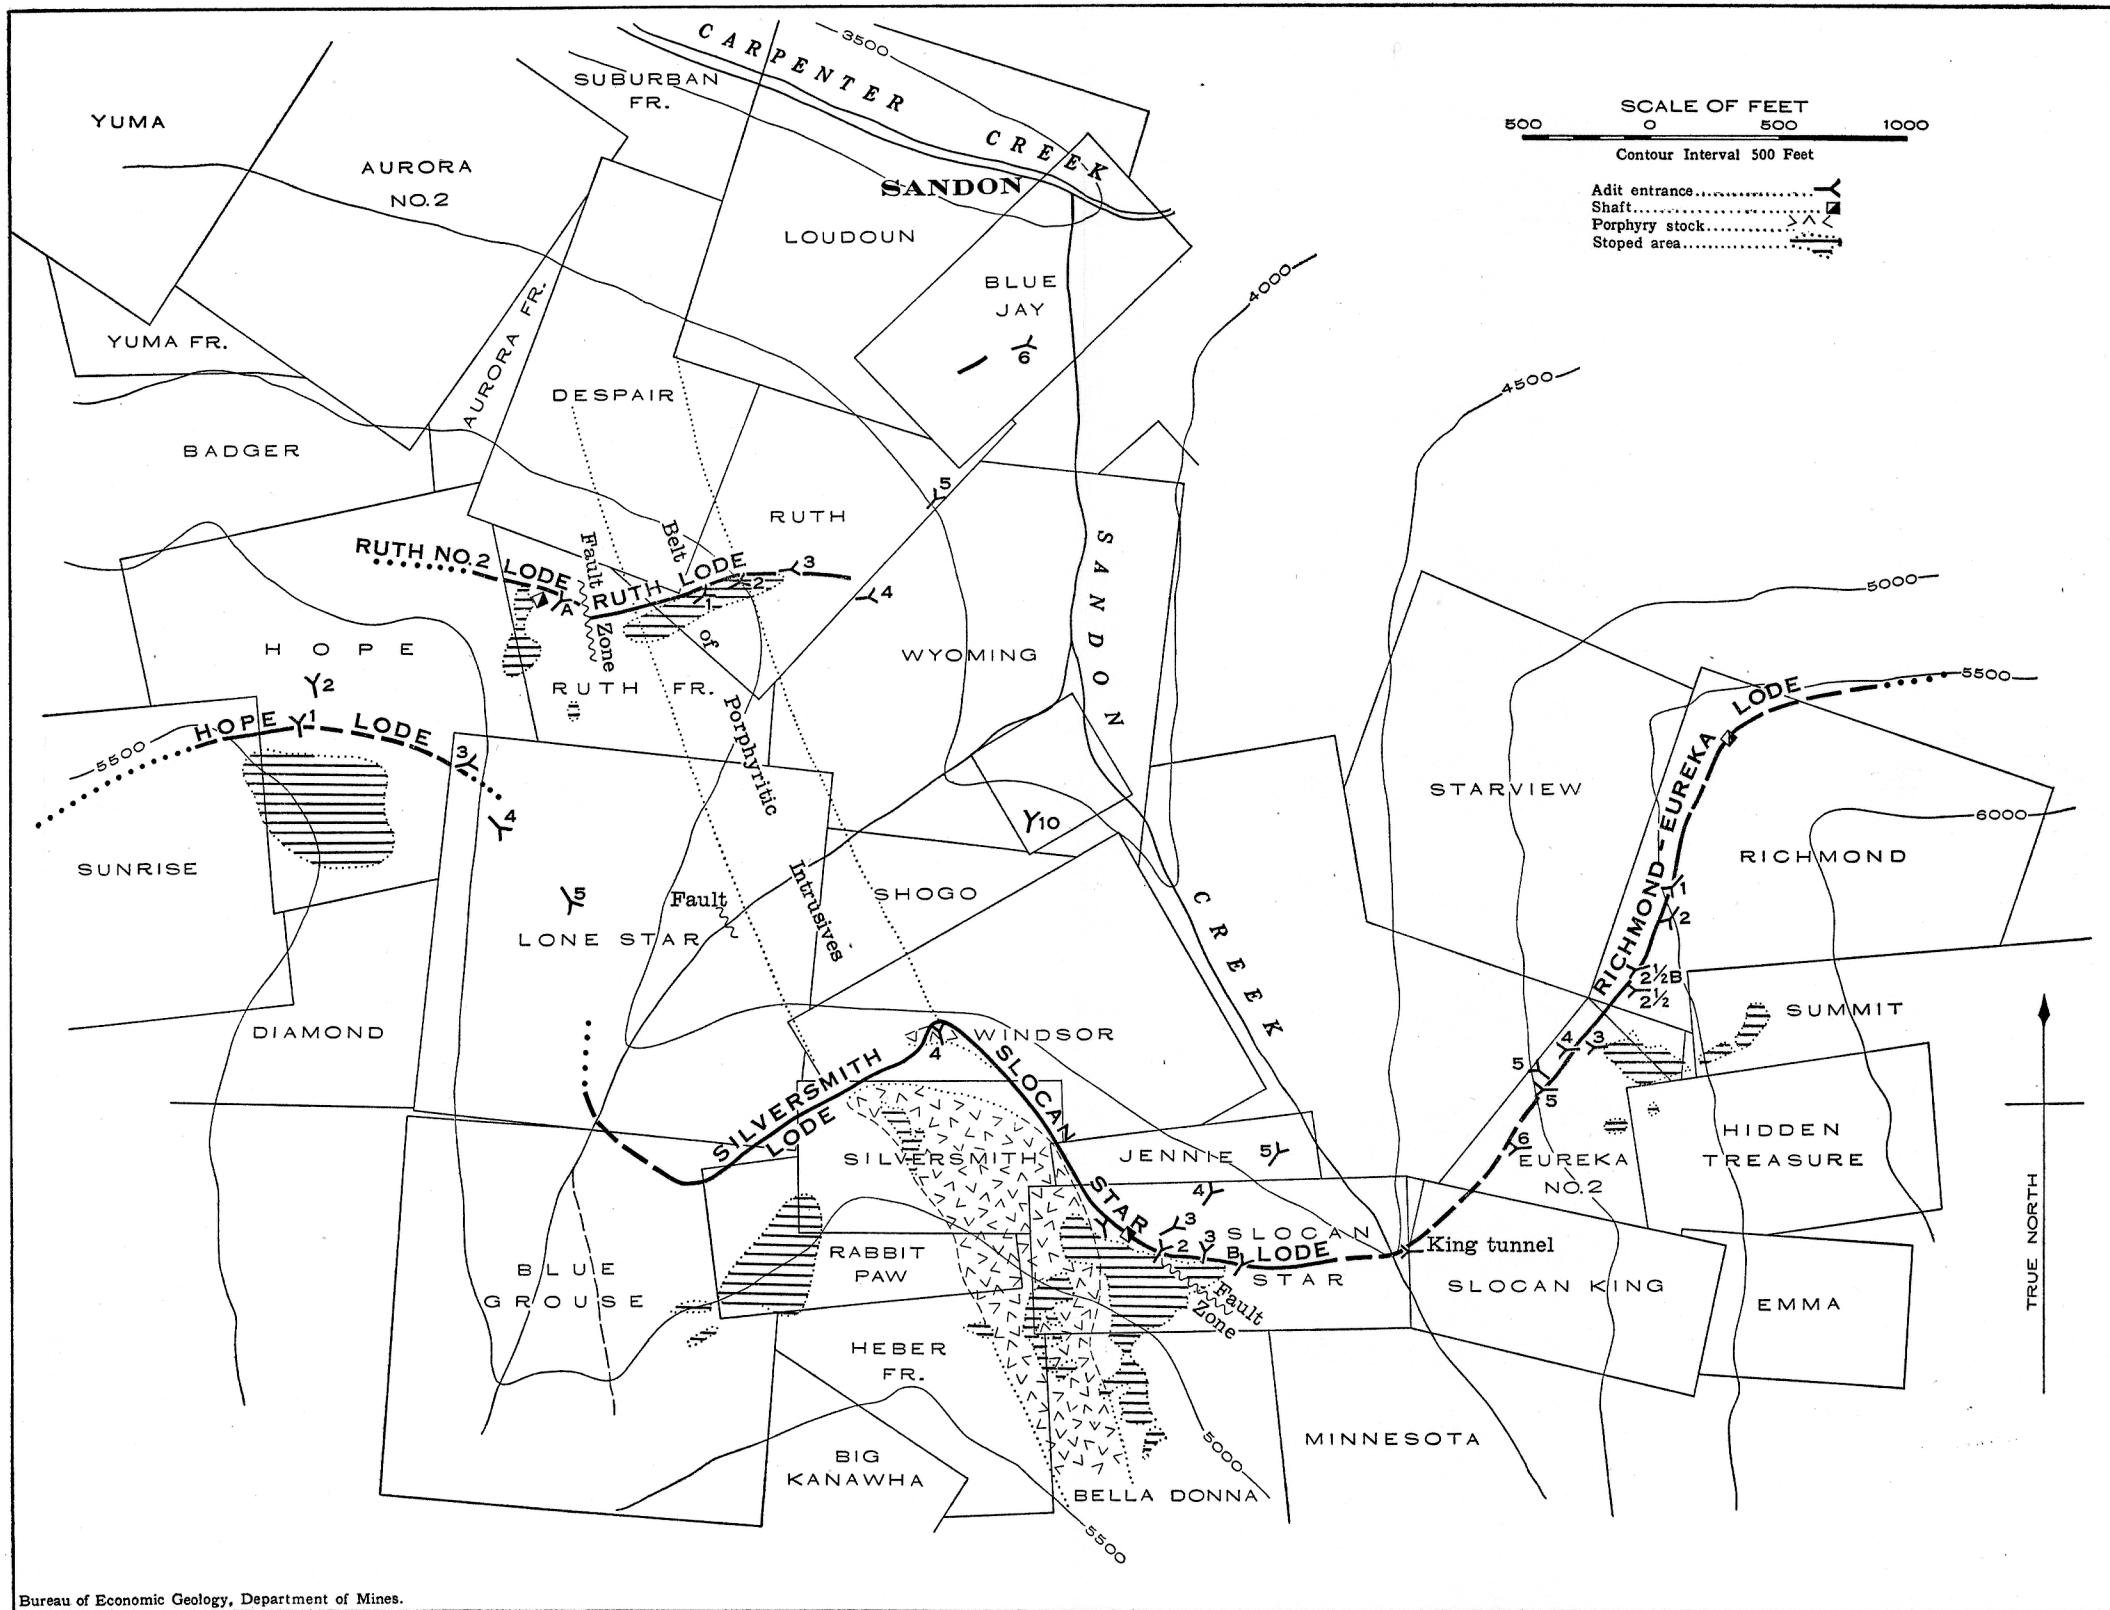 CARPENTER CREEK
3500
SUBURBAN
FR.
SCALE OF FEET
500 0 500 1000
Contour Interval 500 Feet
Adit entrance
Shaft
Porphyry stock
Stoped area
YUMA
AURORA
NO.2
SANDON
LOUDOUN
BLUE
JAY
6
4000
YUMA FR.
AURORA FR.
DESPAIR
4500
BADGER
5
RUTH
SANDON CREEK
RUTH NO.2 LODE
Fault
Zone
Belt of Porphyritic Intrusives
RUTH LODE
A
1
2
3
4
5000
HOPE
WYOMING
RUTH FR.
2
HOPE LODE
1
3
4
5500
5500
LODE
RICHMOND-EUREKA
STARVIEW
Y10
6000
SUNRISE
RICHMOND
5
Fault
SHOGO
1
2
LONE STAR
2½B
2½
DIAMOND
WINDSOR
SUMMIT
4
4
3
5
5
SILVERSMITH
LODE
SLOCAN STAR LODE
SILVERSMITH
JENNIE
5
6
EUREKA
NO.2
HIDDEN
TREASURE
4
3
2
3
B
SLOCAN
STAR
King tunnel
RABBIT
PAW
BLUE
GROUSE
Fault
Zone
SLOCAN KING
EMMA
TRUE NORTH
HEBER
FR.
MINNESOTA
5000
BIG
KANAWHA
BELLA DONNA
5500
Bureau of Economic Geology, Department of Mines.